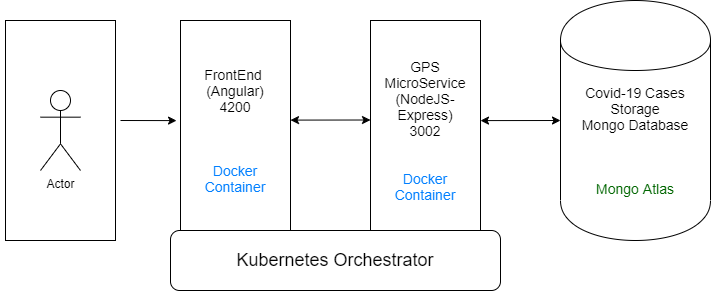 Actor
FrontEnd
(Angular)
4200
Docker
Container
GPS
MicroService
(NodeJS-
Express)
3002
Docker
Container
Covid-19 Cases
Storage
Mongo Database
Mongo Atlas
Kubernetes Orchestrator